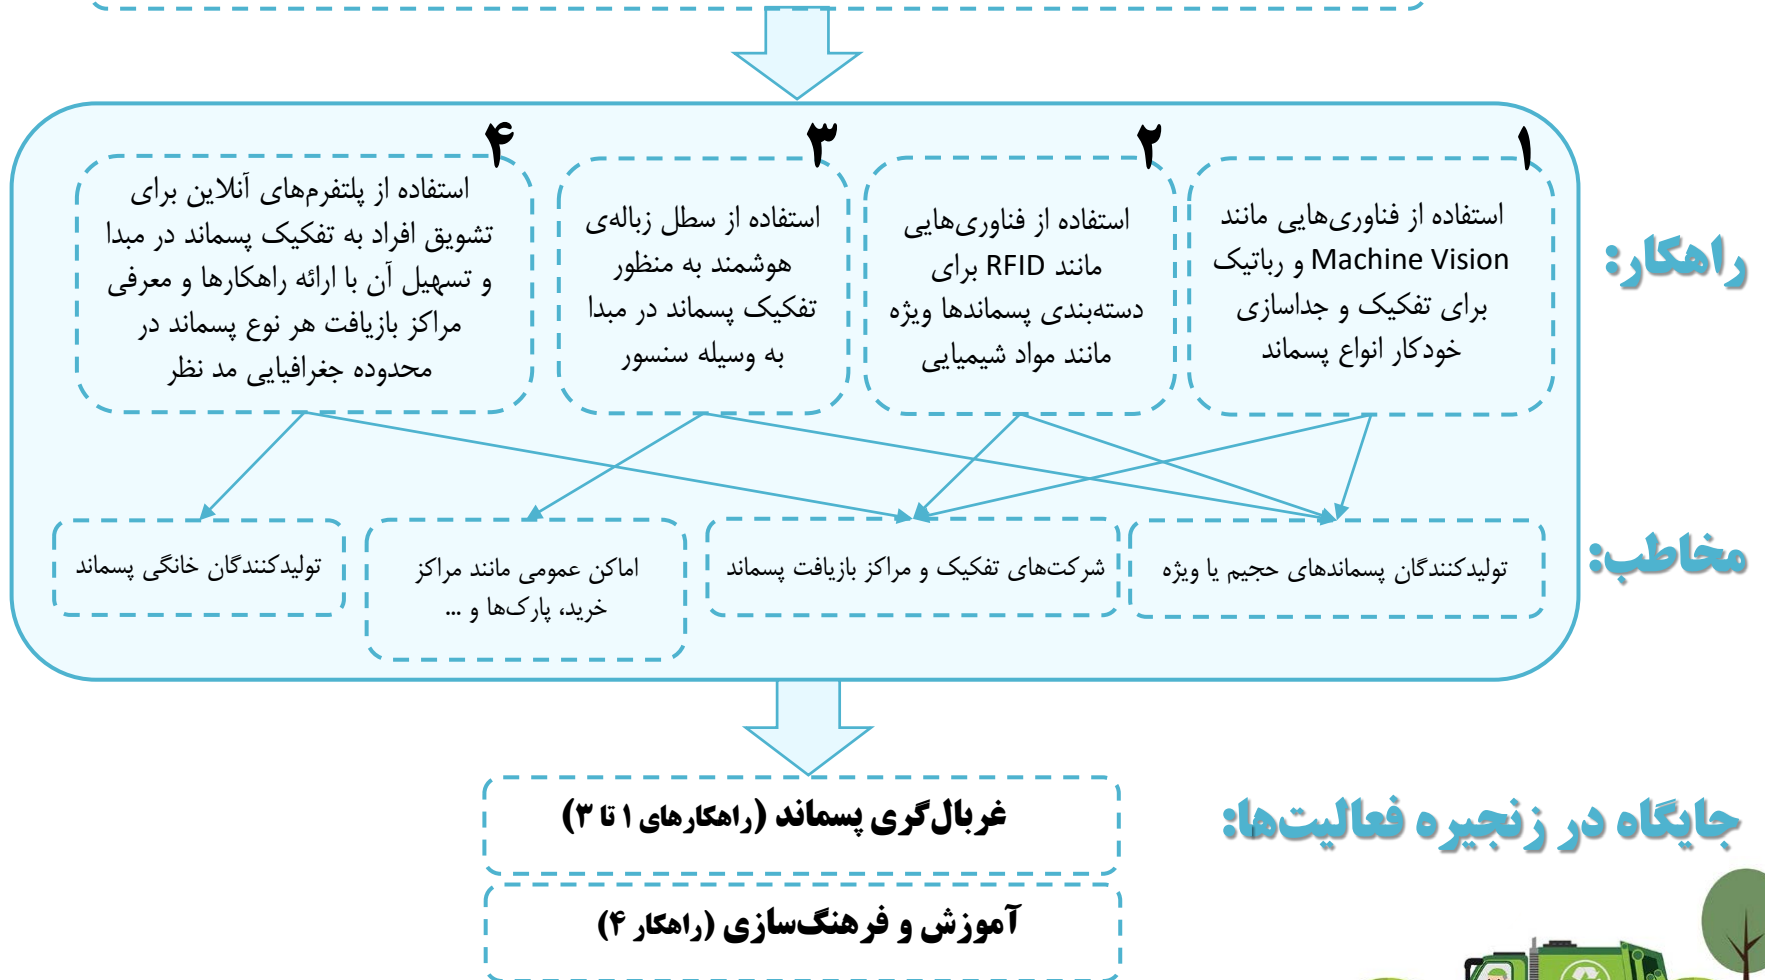 راهکار:
۱
استفاده از فناوری‌هایی مانند
Machine Vision و رباتیک
برای تفکیک و جداسازی
خودکار انواع پسماند
۲
استفاده از فناوری‌هایی
مانند RFID برای
دسته‌بندی پسماندها ویژه
مانند مواد شیمیایی
۳
استفاده از سطل زباله‌ی
هوشمند به منظور
تفکیک پسماند در مبدا
به وسیله سنسور
۴
استفاده از پلتفرم‌های آنلاین برای
تشویق افراد به تفکیک پسماند در مبدا
و تسهیل آن با ارائه راهکارها و معرفی
مراکز بازیافت هر نوع پسماند در
محدوده جغرافیایی مد نظر
مخاطب:
تولیدکنندگان پسماندهای حجیم یا ویژه
شرکت‌های تفکیک و مراکز بازیافت پسماند
اماکن عمومی مانند مراکز
خرید، پارک‌ها و ...
تولیدکنندگان خانگی پسماند
جایگاه در زنجیره فعالیت‌ها:
غربال‌گری پسماند (راهکارهای ۱ تا ۳)
آموزش و فرهنگ‌سازی (راهکار ۴)